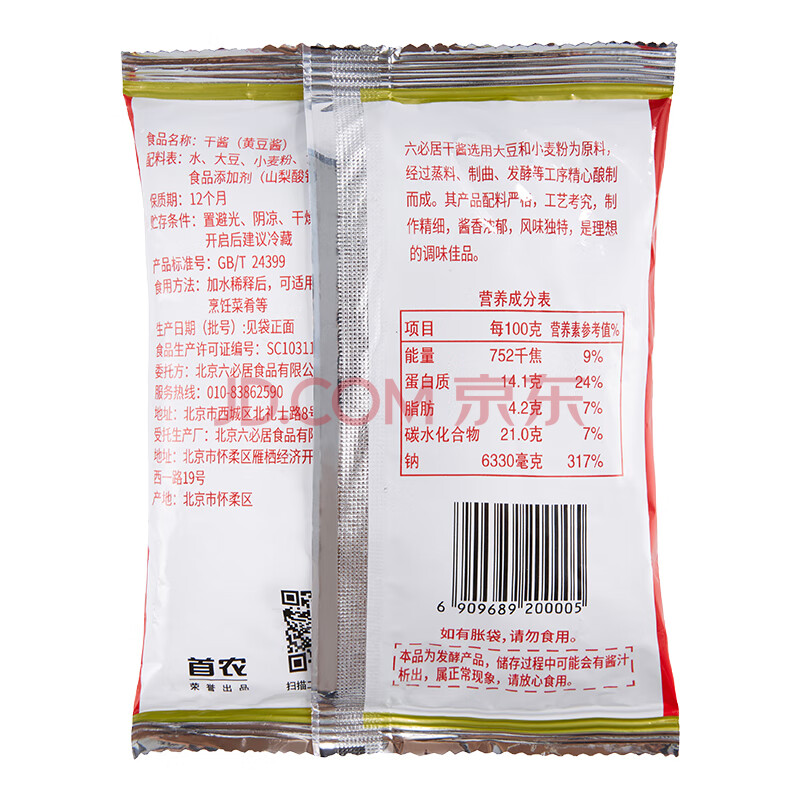 食品名称：干酱（黄豆酱）
配料表：水、大豆、小麦粉、
食品添加剂（山梨酸
保质期：12个月
贮存条件：置避光、阴凉、干
开启后建议冷藏
产品标准号：GB/T 24399
食用方法：加水稀释后，可适用
烹饪菜肴等
生产日期（批号）:见袋正面
食品生产许可证编号：SC10311
委托方：北京六必居食品有限公
服务热线：010-83862590
地址：北京市西城区北礼士路8号
受托生产厂：北京六必居食品有限
地址：北京市怀柔区雁栖经济开
西一路19号
产地：北京市怀柔区
首农
荣誉出品
扫描二
六必居干酱选用大豆和小麦粉为原料，
经过蒸料、制曲、发酵等工序精心酿制
而成。其产品配料严格，工艺考究，制
作精细，酱香浓郁，风味独特，是理想
的调味佳品。
营养成分表
项目 每100克 营养素参考值%
能量 752千焦 9%
蛋白质 14.1克 24%
脂肪 4.2克 7%
碳水化合物 21.0克 7%
钠 6330毫克 317%
6 909689 200005
如有胀袋，请勿食用。
本品为发酵产品，储存过程中可能会有酱汁
析出，属正常现象，请放心食用。
JD.COM 京东